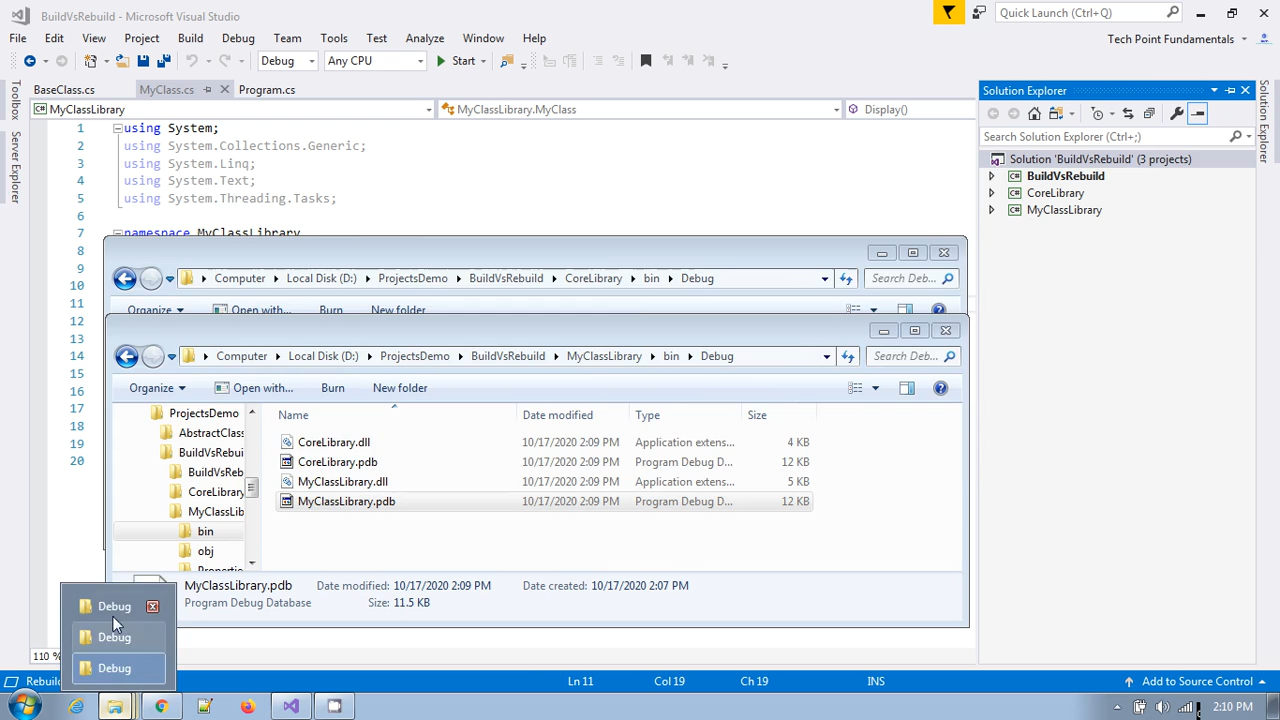 BuildVsRebuild - Microsoft Visual Studio
Quick Launch (Ctrl+Q)
File Edit View Project Build Debug Team Tools Test Analyze Window Help
Tech Point Fundamentals
Debug Any CPU Start
BaseClass.cs MyClass.cs Program.cs
Solution Explorer
MyClassLibrary MyClassLibrary.MyClass Display()
Toolbox
Server Explorer
Solution Explorer
Search Solution Explorer (Ctrl+;)
Solution 'BuildVsRebuild' (3 projects)
BuildVsRebuild
CoreLibrary
MyClassLibrary
1 using System;
2 using System.Collections.Generic;
3 using System.Linq;
4 using System.Text;
5 using System.Threading.Tasks;
6
7 namespace MyClassLibrary
8
9
10
11
12
13
14
15
16
17
18
19
20
Computer Local Disk (D:) ProjectsDemo BuildVsRebuild CoreLibrary bin Debug Search Deb...
Organize Open with... Burn New folder
Computer Local Disk (D:) ProjectsDemo BuildVsRebuild MyClassLibrary bin Debug Search Deb...
Organize Open with... Burn New folder
ProjectsDemo
AbstractClass
BuildVsRebui
BuildVsReb
CoreLibrary
MyClassLib
bin
obj
Name Date modified Type Size
CoreLibrary.dll 10/17/2020 2:09 PM Application extens... 4 KB
CoreLibrary.pdb 10/17/2020 2:09 PM Program Debug D... 12 KB
MyClassLibrary.dll 10/17/2020 2:09 PM Application extens... 5 KB
MyClassLibrary.pdb 10/17/2020 2:09 PM Program Debug D... 12 KB
MyClassLibrary.pdb Date modified: 10/17/2020 2:09 PM Date created: 10/17/2020 2:07 PM
Program Debug Database Size: 11.5 KB
Debug
Debug
Debug
110 %
Rebui Ln 11 Col 19 Ch 19 INS Add to Source Control
2:10 PM